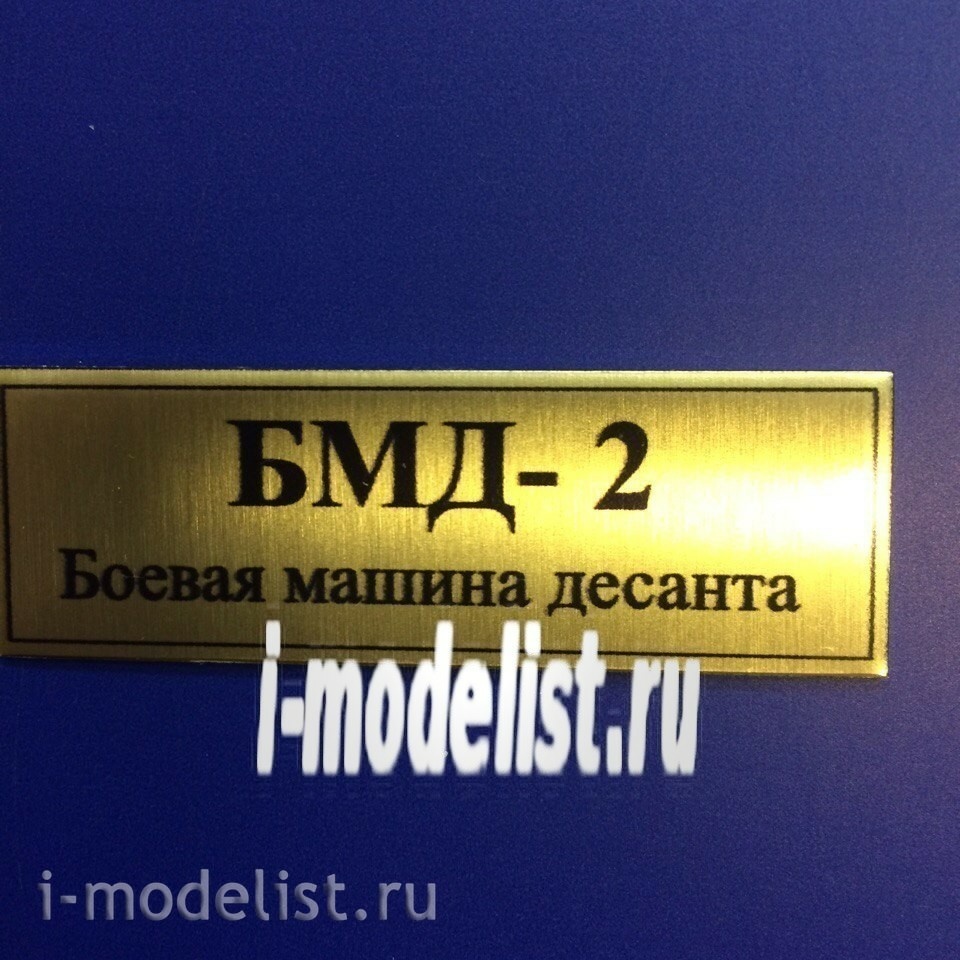 БМД- 2
Боевая машина десанта
i-modelist.ru
i-modelist.ru